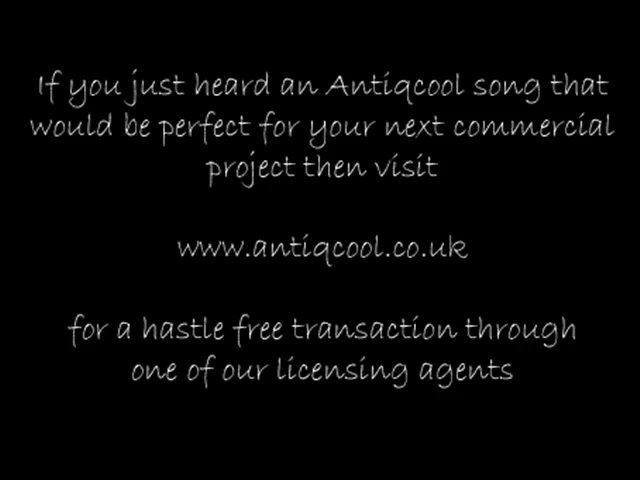 If you just heard an Antiqcool song that
would be perfect for your next commercial
project then visit
www.antiqcool.co.uk
for a hastle free transaction through
one of our licensing agents